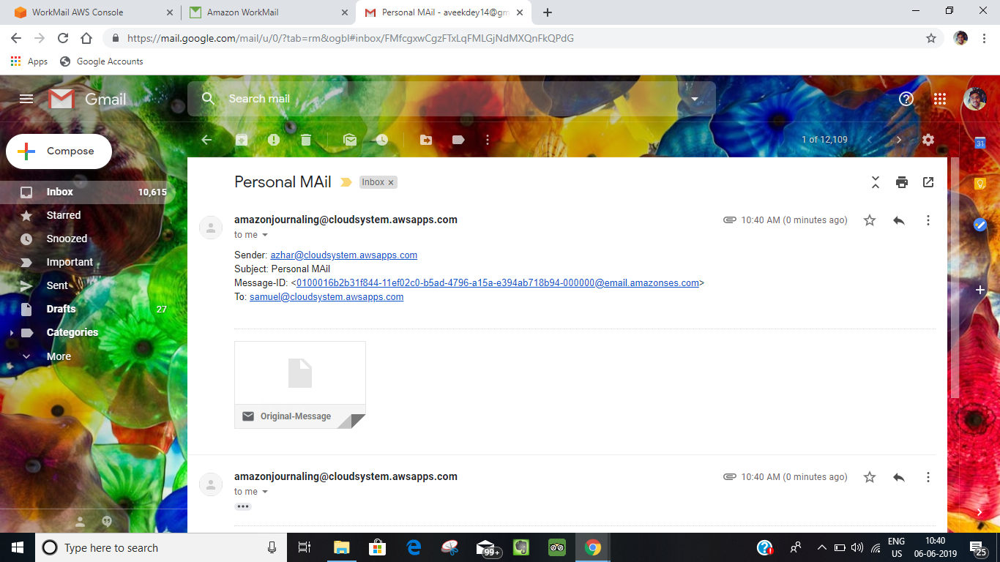 WorkMail AWS Console
Amazon WorkMail
Personal MAil - aveekdey14@gm
https://mail.google.com/mail/u/0/?tab=rm&ogbl#inbox/FMfcgxwCgzFTxLqFMLGjNdMXQnFkQPdG
Apps
Google Accounts
Gmail
Search mail
Compose
1 of 12,109
31
Personal MAil
Inbox
Inbox 10,615
Starred
Snoozed
Important
Sent
Drafts 27
Categories
More
amazonjournaling@cloudsystem.awsapps.com
10:40 AM (0 minutes ago)
to me
Sender: azhar@cloudsystem.awsapps.com
Subject: Personal MAil
Message-ID: <0100016b2b31f844-11ef02c0-b5ad-4796-a15a-e394ab718b94-000000@email.amazonses.com>
To: samuel@cloudsystem.awsapps.com
Original-Message
amazonjournaling@cloudsystem.awsapps.com
10:40 AM (0 minutes ago)
to me
Type here to search
99+
ENG
US
10:40
06-06-2019
25